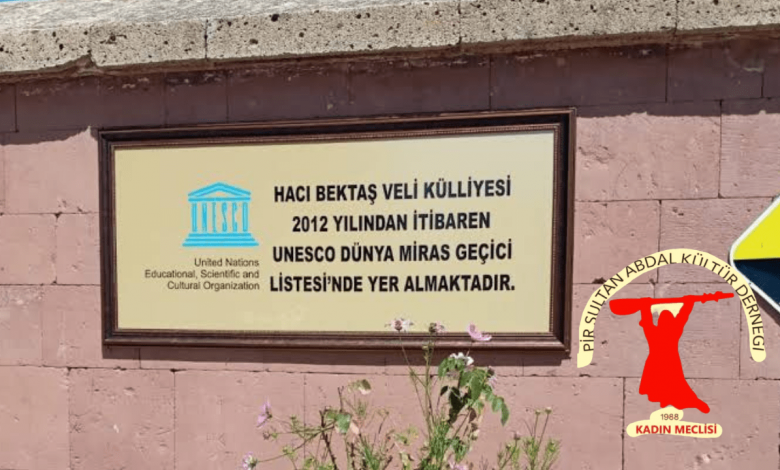 UNESCO
United Nations
Educational, Scientific and
Cultural Organization
HACI BEKTAŞ VELİ KÜLLİYESİ
2012 YILINDAN İTİBAREN
UNESCO DÜNYA MİRAS GEÇİCİ
LİSTESİ'NDE YER ALMAKTADIR.
PİR SULTAN ABDAL KÜLTÜR DERNEĞİ
1988
KADIN MECLİSİ